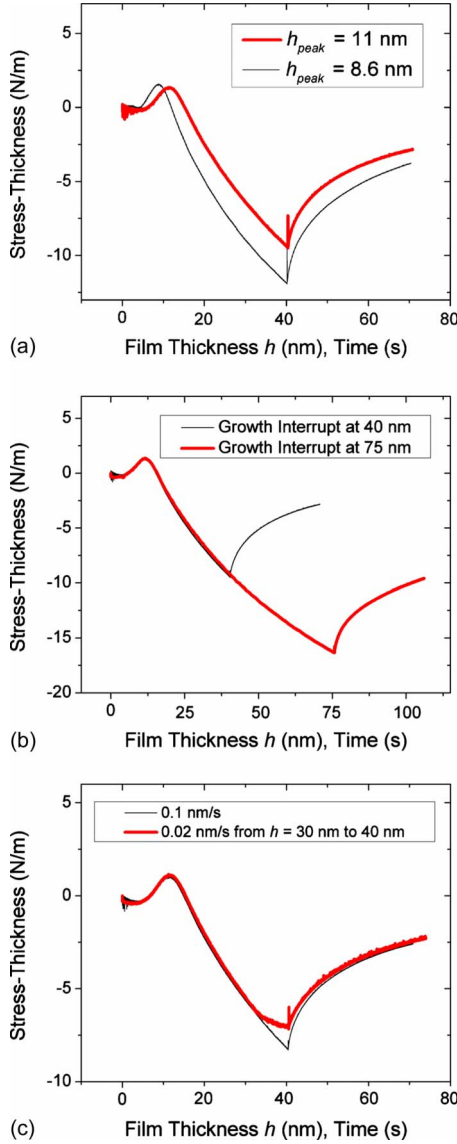 h_peak = 11 nm
h_peak = 8.6 nm
5
0
-5
-10
Stress-Thickness (N/m)
0 20 40 60 80
(a) Film Thickness h (nm), Time (s)
Growth Interrupt at 40 nm
Growth Interrupt at 75 nm
5
0
-5
-10
-15
-20
Stress-Thickness (N/m)
0 25 50 75 100
(b) Film Thickness h (nm), Time (s)
0.1 nm/s
0.02 nm/s from h = 30 nm to 40 nm
5
0
-5
-10
Stress-Thickness (N/m)
0 20 40 60 80
(c) Film Thickness h (nm), Time (s)